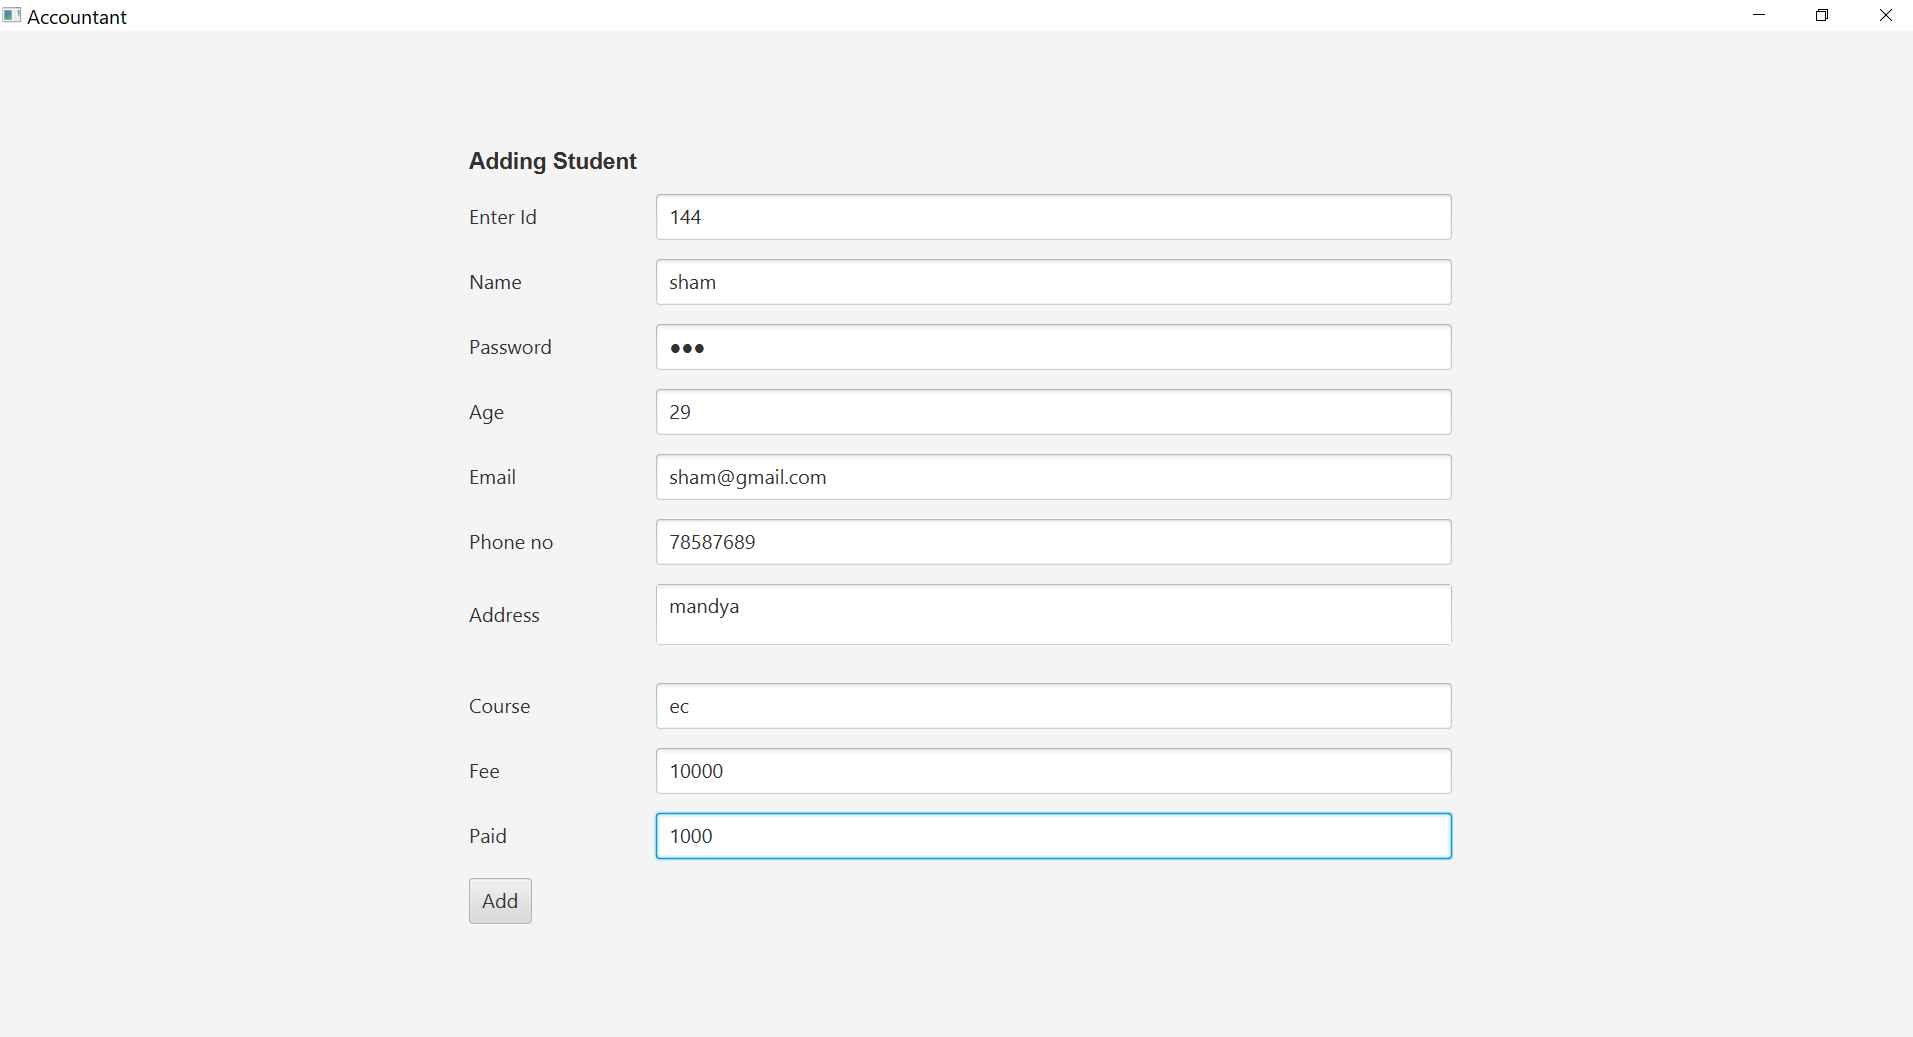 Accountant
Adding Student
Enter Id 144
Name sham
Password ●●●
Age 29
Email sham@gmail.com
Phone no 78587689
Address mandya
Course ec
Fee 10000
Paid 1000
Add